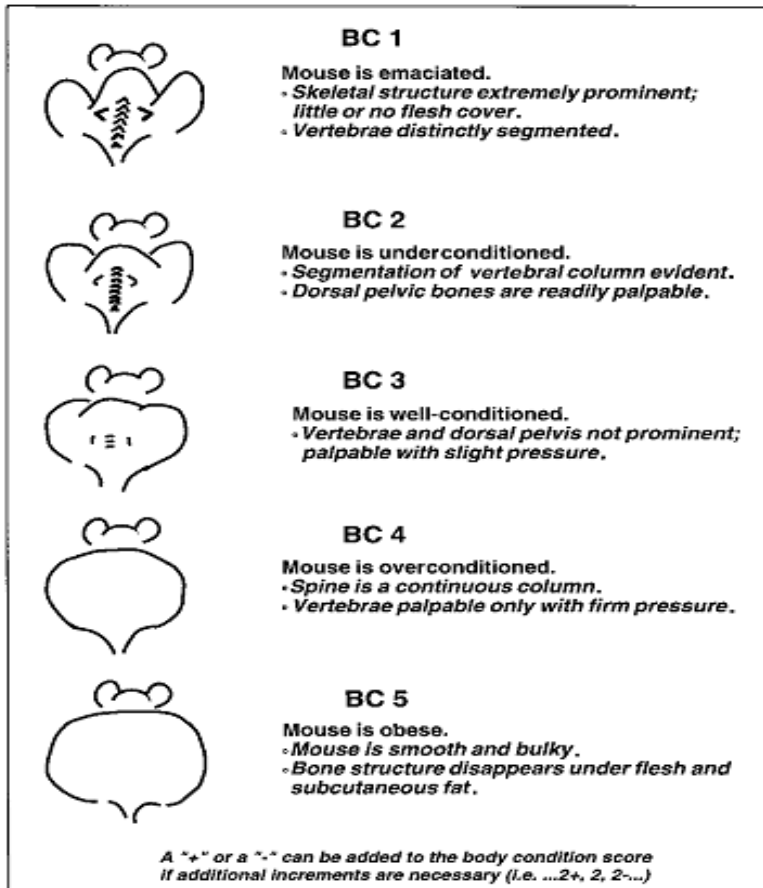 BC 1
Mouse is emaciated.
• Skeletal structure extremely prominent;
little or no flesh cover.
• Vertebrae distinctly segmented.
BC 2
Mouse is underconditioned.
• Segmentation of vertebral column evident.
• Dorsal pelvic bones are readily palpable.
BC 3
Mouse is well-conditioned.
• Vertebrae and dorsal pelvis not prominent;
palpable with slight pressure.
BC 4
Mouse is overconditioned.
• Spine is a continuous column.
• Vertebrae palpable only with firm pressure.
BC 5
Mouse is obese.
• Mouse is smooth and bulky.
• Bone structure disappears under flesh and
subcutaneous fat.
A "+" or a "-" can be added to the body condition score
if additional increments are necessary (i.e. ...2+, 2, 2-...)